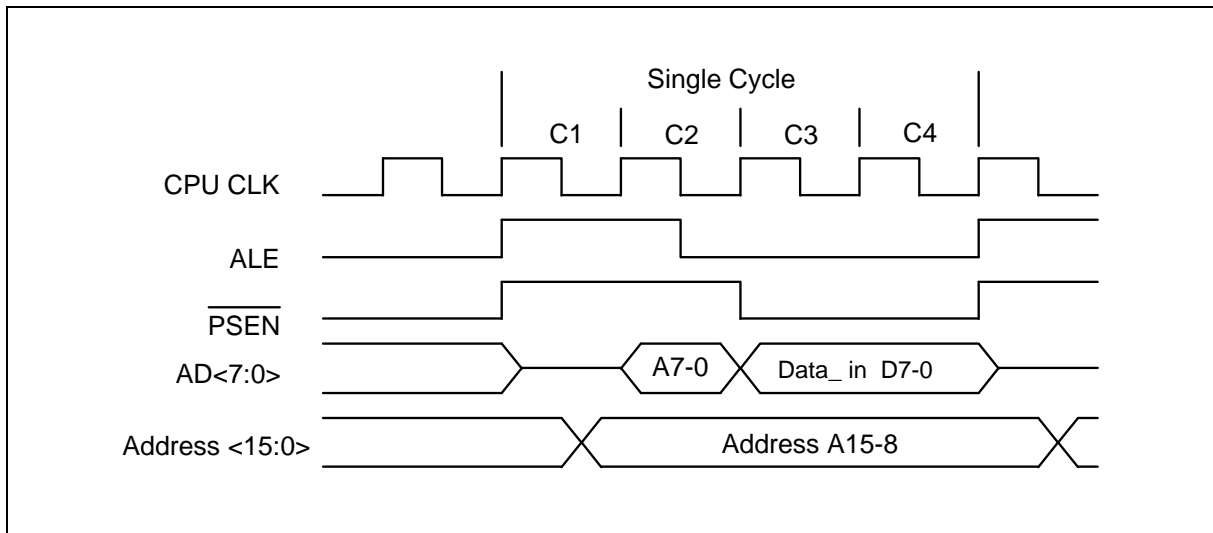 Single Cycle
C1 C2 C3 C4
CPU CLK
ALE
PSEN
AD<7:0> A7-0 Data_ in D7-0
Address <15:0> Address A15-8